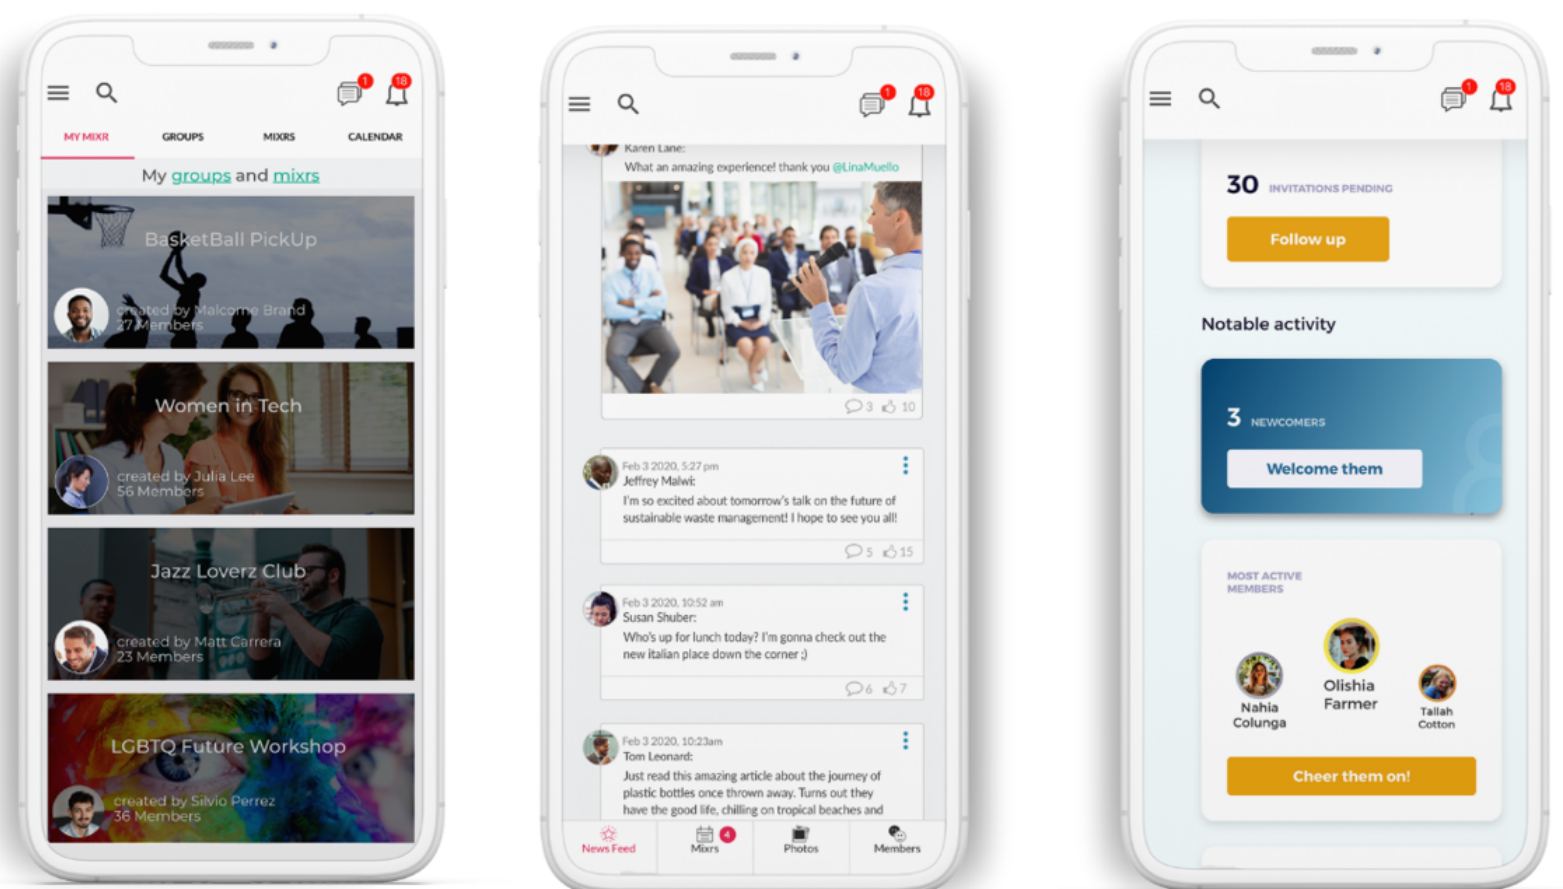 1
18
MY MIXR
GROUPS
MIXRS
CALENDAR
My groups and mixrs
BasketBall PickUp
created by Malcome Brand
27 Members
Women in Tech
created by Julia Lee
56 Members
Jazz Loverz Club
created by Matt Carrera
23 Members
LGBTQ Future Workshop
created by Silvio Perrez
36 Members
1
18
Karen Lane:
What an amazing experience! thank you @LinaMuello
3 10
Feb 3 2020, 5:27 pm
Jeffrey Malwi:
I'm so excited about tomorrow's talk on the future of
sustainable waste management! I hope to see you all!
5 15
Feb 3 2020, 10:52 am
Susan Shuber:
Who's up for lunch today? I'm gonna check out the
new italian place down the corner ;)
6 7
Feb 3 2020, 10:23am
Tom Leonard:
Just read this amazing article about the journey of
plastic bottles once thrown away. Turns out they
have the good life, chilling on tropical beaches and
News Feed
4
Mixrs
Photos
Members
1
18
30 INVITATIONS PENDING
Follow up
Notable activity
3 NEWCOMERS
Welcome them
MOST ACTIVE
MEMBERS
Nahia
Colunga
Olishia
Farmer
Tallah
Cotton
Cheer them on!